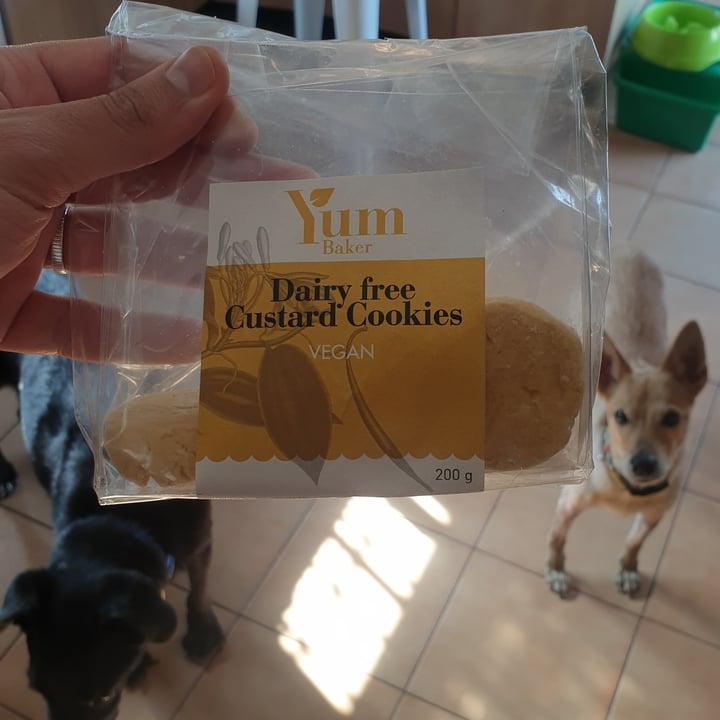 Yum
Baker
Dairy free
Custard Cookies
VEGAN
200 g